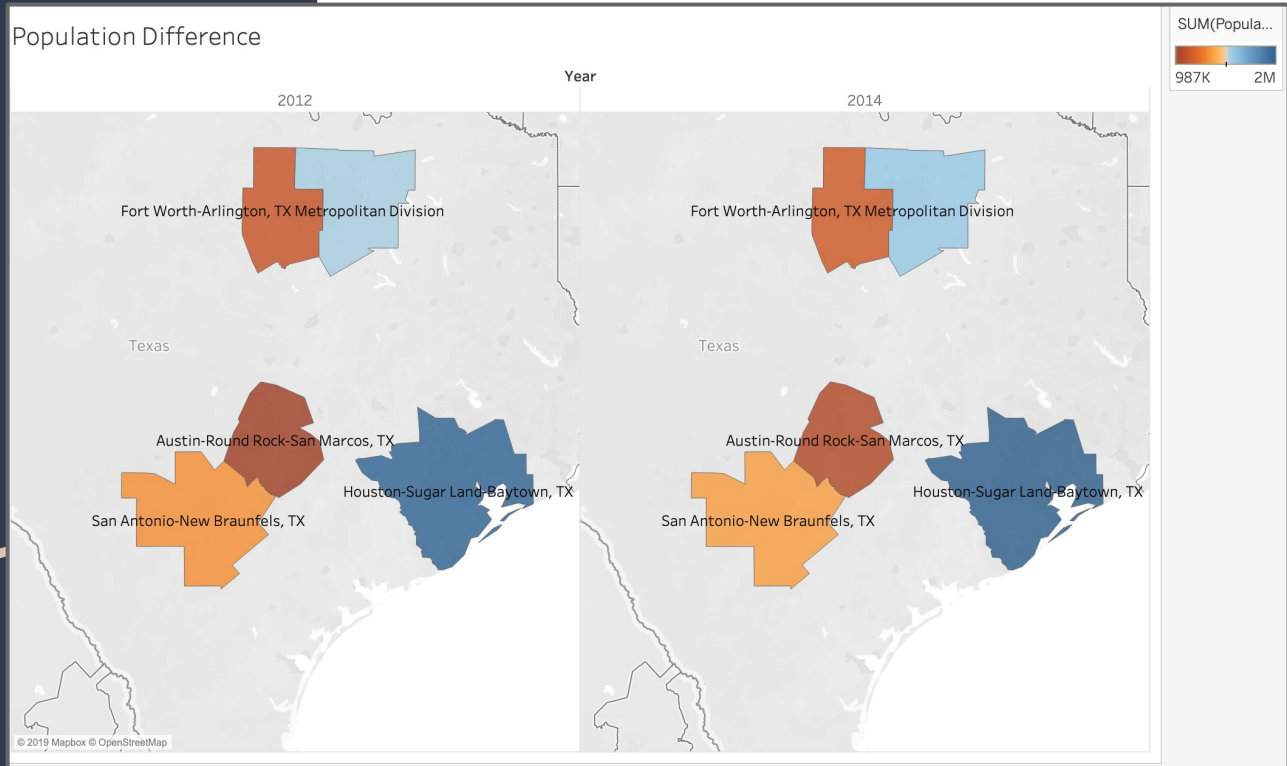 Population Difference
SUM(Popula...
987K 2M
Year
2012
2014
Fort Worth-Arlington, TX Metropolitan Division
Texas
Austin-Round Rock-San Marcos, TX
Houston-Sugar Land-Baytown, TX
San Antonio-New Braunfels, TX
© 2019 Mapbox © OpenStreetMap
Fort Worth-Arlington, TX Metropolitan Division
Texas
Austin-Round Rock-San Marcos, TX
Houston-Sugar Land-Baytown, TX
San Antonio-New Braunfels, TX